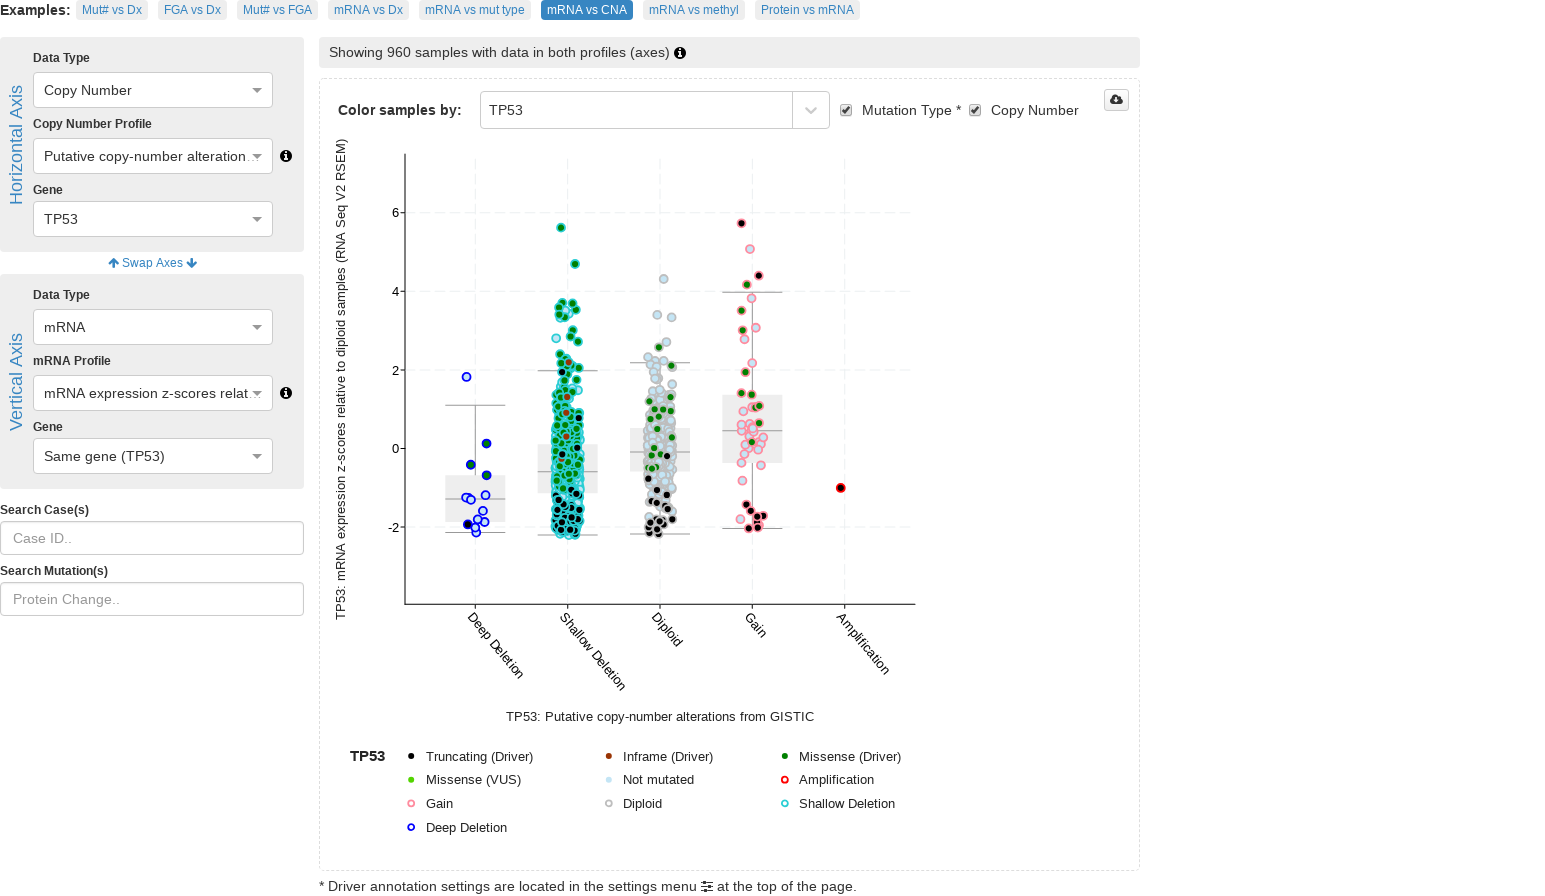 Examples: Mut# vs Dx FGA vs Dx Mut# vs FGA mRNA vs Dx mRNA vs mut type mRNA vs CNA mRNA vs methyl Protein vs mRNA
Horizontal Axis
Data Type
Copy Number
Copy Number Profile
Putative copy-number alteration...
Gene
TP53
Swap Axes
Vertical Axis
Data Type
mRNA
mRNA Profile
mRNA expression z-scores relat...
Gene
Same gene (TP53)
Search Case(s)
Case ID..
Search Mutation(s)
Protein Change..
Showing 960 samples with data in both profiles (axes)
Color samples by: TP53 Mutation Type * Copy Number
TP53: mRNA expression z-scores relative to diploid samples (RNA Seq V2 RSEM)
6
4
2
0
-2
Deep Deletion
Shallow Deletion
Diploid
Gain
Amplification
TP53: Putative copy-number alterations from GISTIC
TP53 Truncating (Driver) Inframe (Driver) Missense (Driver)
Missense (VUS) Not mutated Amplification
Gain Diploid Shallow Deletion
Deep Deletion
* Driver annotation settings are located in the settings menu at the top of the page.